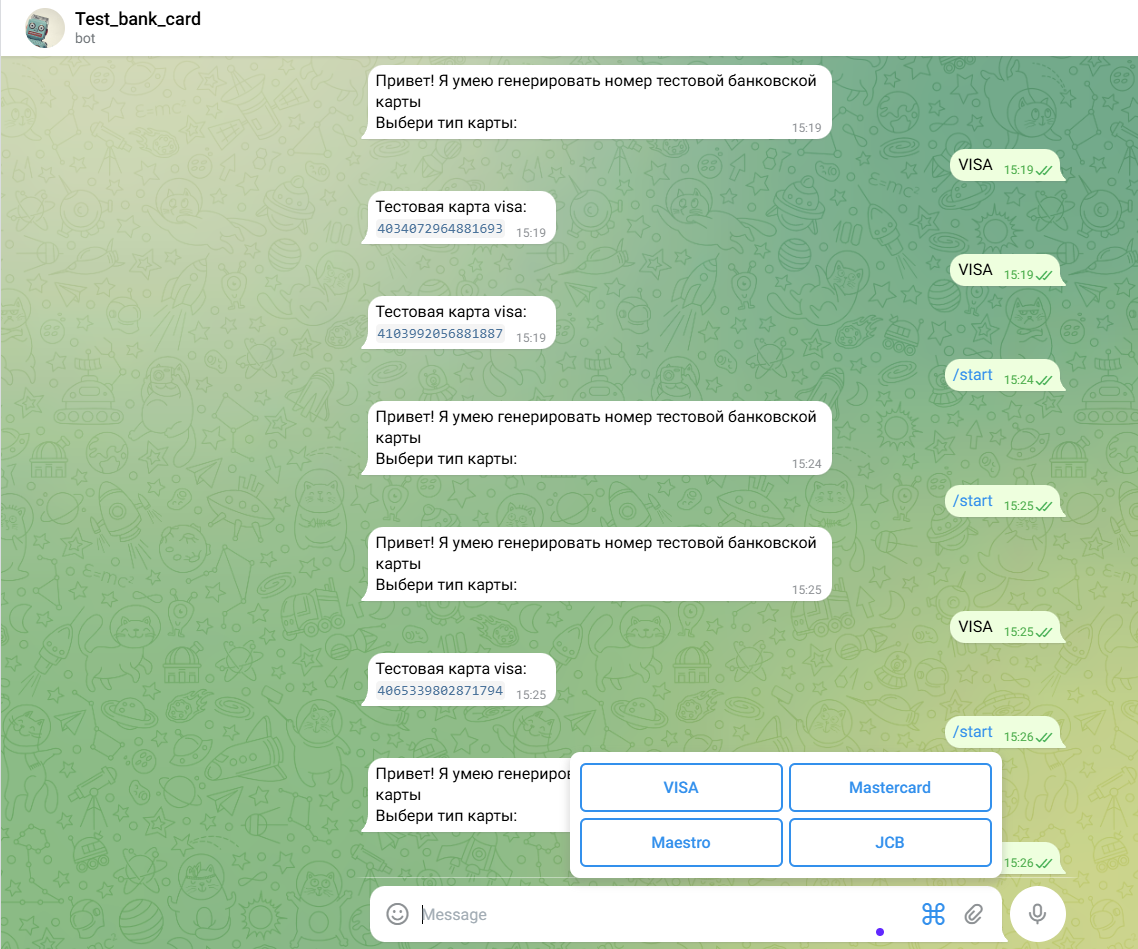 Test_bank_card
bot
Привет! Я умею генерировать номер тестовой банковской
карты
Выбери тип карты:
15:19
VISA 15:19
Тестовая карта visa:
4034072964881693 15:19
VISA 15:19
Тестовая карта visa:
4103992056881887 15:19
/start 15:24
Привет! Я умею генерировать номер тестовой банковской
карты
Выбери тип карты:
15:24
/start 15:25
Привет! Я умею генерировать номер тестовой банковской
карты
Выбери тип карты:
15:25
VISA 15:25
Тестовая карта visa:
4065339802871794 15:25
/start 15:26
Привет! Я умею
карты
Выбери тип карты:
VISA Mastercard
Maestro JCB
15:26
Message